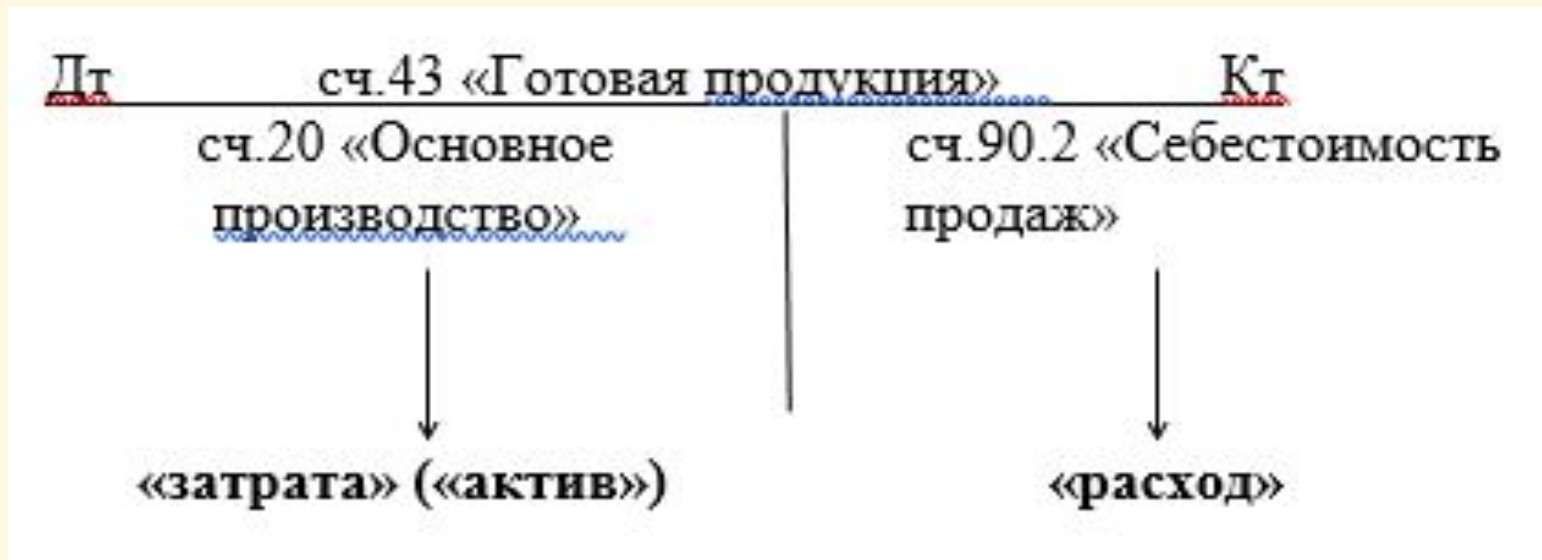 Дт сч.43 «Готовая продукция» Кт
сч.20 «Основное производство»
сч.90.2 «Себестоимость продаж»
«затрата» («актив»)
«расход»